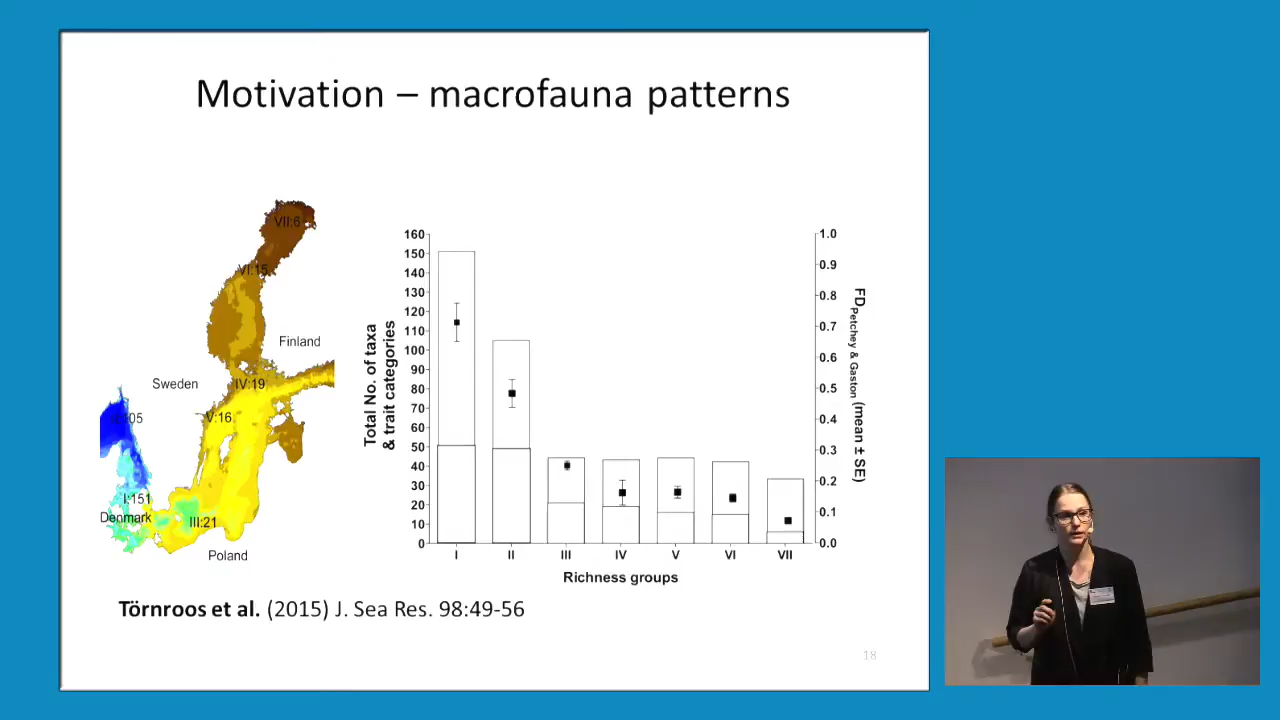 Motivation – macrofauna patterns
VII:6
VI:15
Finland
Sweden
IV:19
II:105
V:16
I:151
Denmark
III:21
Poland
Total No. of taxa
& trait categories
160
150
140
130
120
110
100
90
80
70
60
50
40
30
20
10
0
I II III IV V VI VII
Richness groups
1.0
0.9
0.8
0.7
0.6
0.5
0.4
0.3
0.2
0.1
0.0
FDPetchey & Gaston (mean ± SE)
Törnroos et al. (2015) J. Sea Res. 98:49-56
18